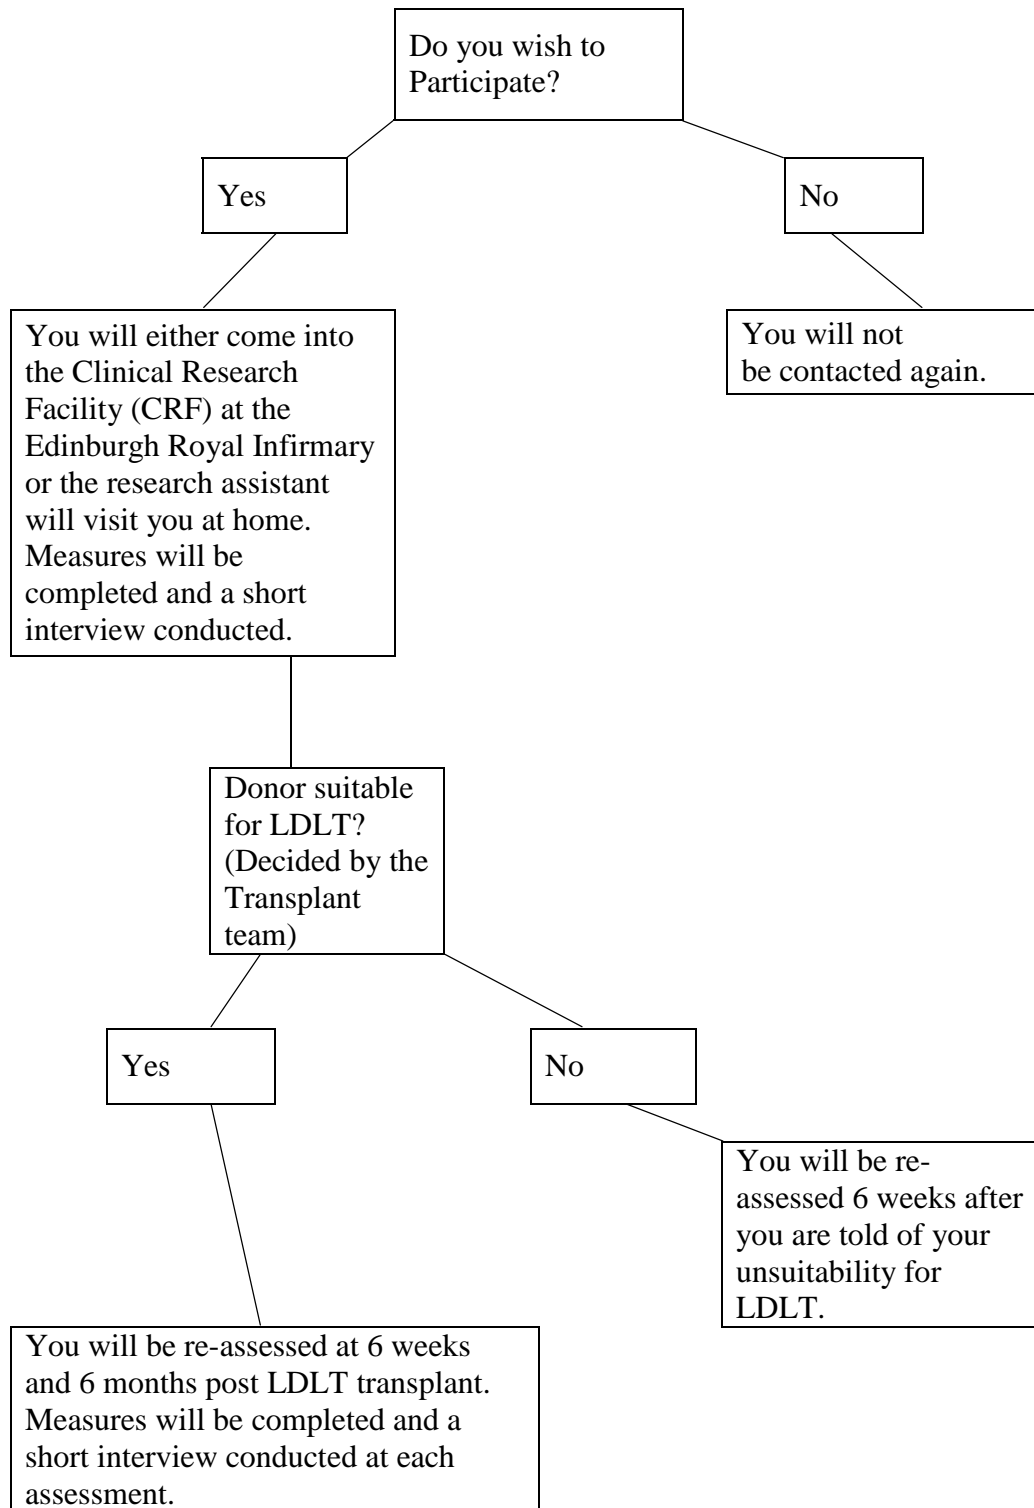 Do you wish to
Participate?
Yes
No
You will either come into
the Clinical Research
Facility (CRF) at the
Edinburgh Royal Infirmary
or the research assistant
will visit you at home.
Measures will be
completed and a short
interview conducted.
You will not
be contacted again.
Donor suitable
for LDLT?
(Decided by the
Transplant
team)
Yes
No
You will be re-
assessed 6 weeks after
you are told of your
unsuitability for
LDLT.
You will be re-assessed at 6 weeks
and 6 months post LDLT transplant.
Measures will be completed and a
short interview conducted at each
assessment.